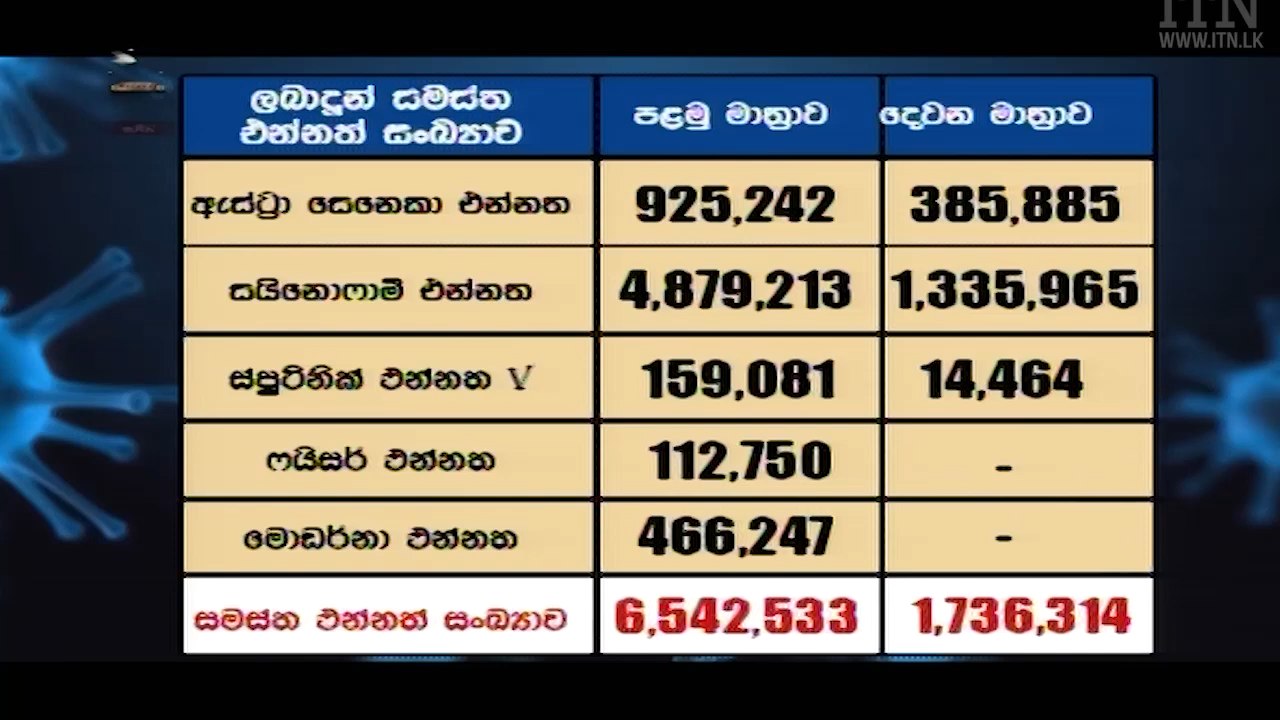 ITN
WWW.ITN.LK
ලබාදුන් සමස්ත
එන්නත් සංඛ්‍යාව
පළමු මාත්‍රාව
දෙවන මාත්‍රාව
ඇස්ට්‍රා සෙනෙකා එන්නත
925,242
385,885
සයිනොෆාම් එන්නත
4,879,213
1,335,965
ස්පුට්නික් එන්නත V
159,081
14,464
ෆයිසර් එන්නත
112,750
-
මොඩර්නා එන්නත
466,247
-
සමස්ත එන්නත් සංඛ්‍යාව
6,542,533
1,736,314